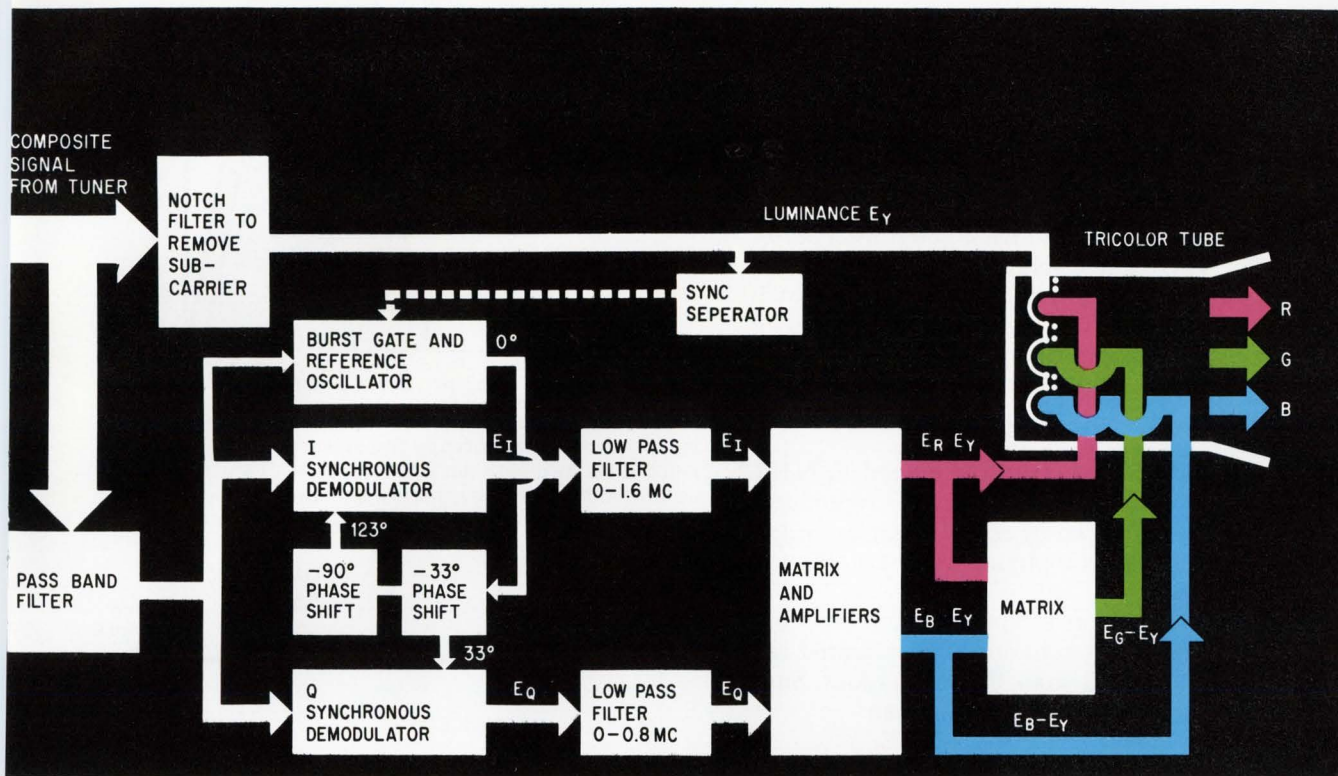 COMPOSITE
SIGNAL
FROM TUNER
NOTCH
FILTER TO
REMOVE
SUB-
CARRIER
LUMINANCE EY
TRICOLOR TUBE
SYNC
SEPERATOR
BURST GATE AND
REFERENCE
OSCILLATOR
0°
R
G
B
I
SYNCHRONOUS
DEMODULATOR
EI
LOW PASS
FILTER
0-1.6 MC
EI
ER EY
123°
PASS BAND
FILTER
-90°
PHASE
SHIFT
-33°
PHASE
SHIFT
MATRIX
AND
AMPLIFIERS
MATRIX
EB EY
EG-EY
33°
Q
SYNCHRONOUS
DEMODULATOR
EQ
LOW PASS
FILTER
0-0.8 MC
EQ
EB-EY